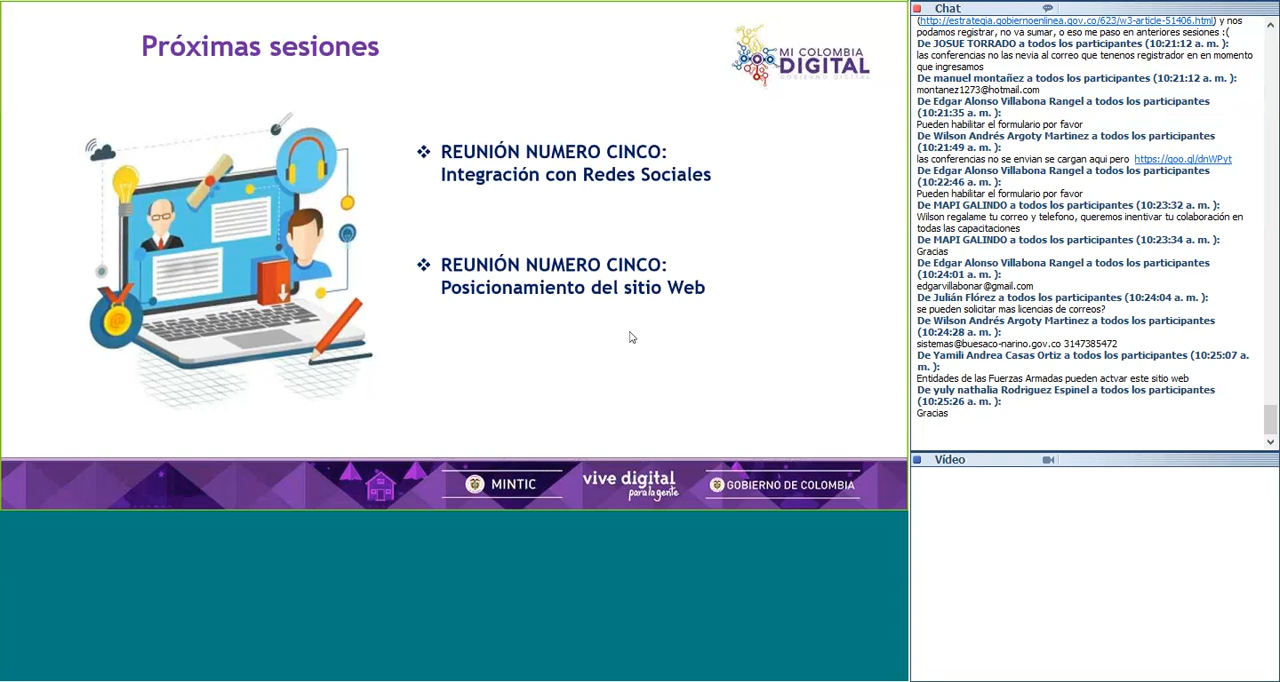 Próximas sesiones
MI COLOMBIA
DIGITAL
GOBIERNO DIGITAL
❖ REUNIÓN NUMERO CINCO:
Integración con Redes Sociales
❖ REUNIÓN NUMERO CINCO:
Posicionamiento del sitio Web
MINTIC
vive digital
para la gente
GOBIERNO DE COLOMBIA
Chat
(http://estrategia.gobiernoenlinea.gov.co/623/w3-article-51406.html) y nos
podamos registrar, no va sumar, o eso me paso en anteriores sesiones :(
De JOSUE TORRADO a todos los participantes (10:21:12 a. m. ):
las conferencias no las nevia al correo que tenenos registrador en en momento
que ingresamos
De manuel montañez a todos los participantes (10:21:12 a. m. ):
montanez1273@hotmail.com
De Edgar Alonso Villabona Rangel a todos los participantes
(10:21:35 a. m. ):
Pueden habilitar el formulario por favor
De Wilson Andrés Argoty Martinez a todos los participantes
(10:21:49 a. m. ):
las conferencias no se envian se cargan aqui pero https://goo.gl/dnWPyt
De Edgar Alonso Villabona Rangel a todos los participantes
(10:22:46 a. m. ):
Pueden habilitar el formulario por favor
De MAPI GALINDO a todos los participantes (10:23:32 a. m. ):
Wilson regalame tu correo y telefono, queremos inentivar tu colaboración en
todas las capacitaciones
De MAPI GALINDO a todos los participantes (10:23:34 a. m. ):
Gracias
De Edgar Alonso Villabona Rangel a todos los participantes
(10:24:01 a. m. ):
edgarvillabonar@gmail.com
De Julián Flórez a todos los participantes (10:24:04 a. m. ):
se pueden solicitar mas licencias de correos?
De Wilson Andrés Argoty Martinez a todos los participantes
(10:24:28 a. m. ):
sistemas@buesaco-narino.gov.co 3147385472
De Yamili Andrea Casas Ortiz a todos los participantes (10:25:07 a.
m. ):
Entidades de las Fuerzas Armadas pueden actvar este sitio web
De yuly nathalia Rodriguez Espinel a todos los participantes
(10:25:26 a. m. ):
Gracias
Vídeo